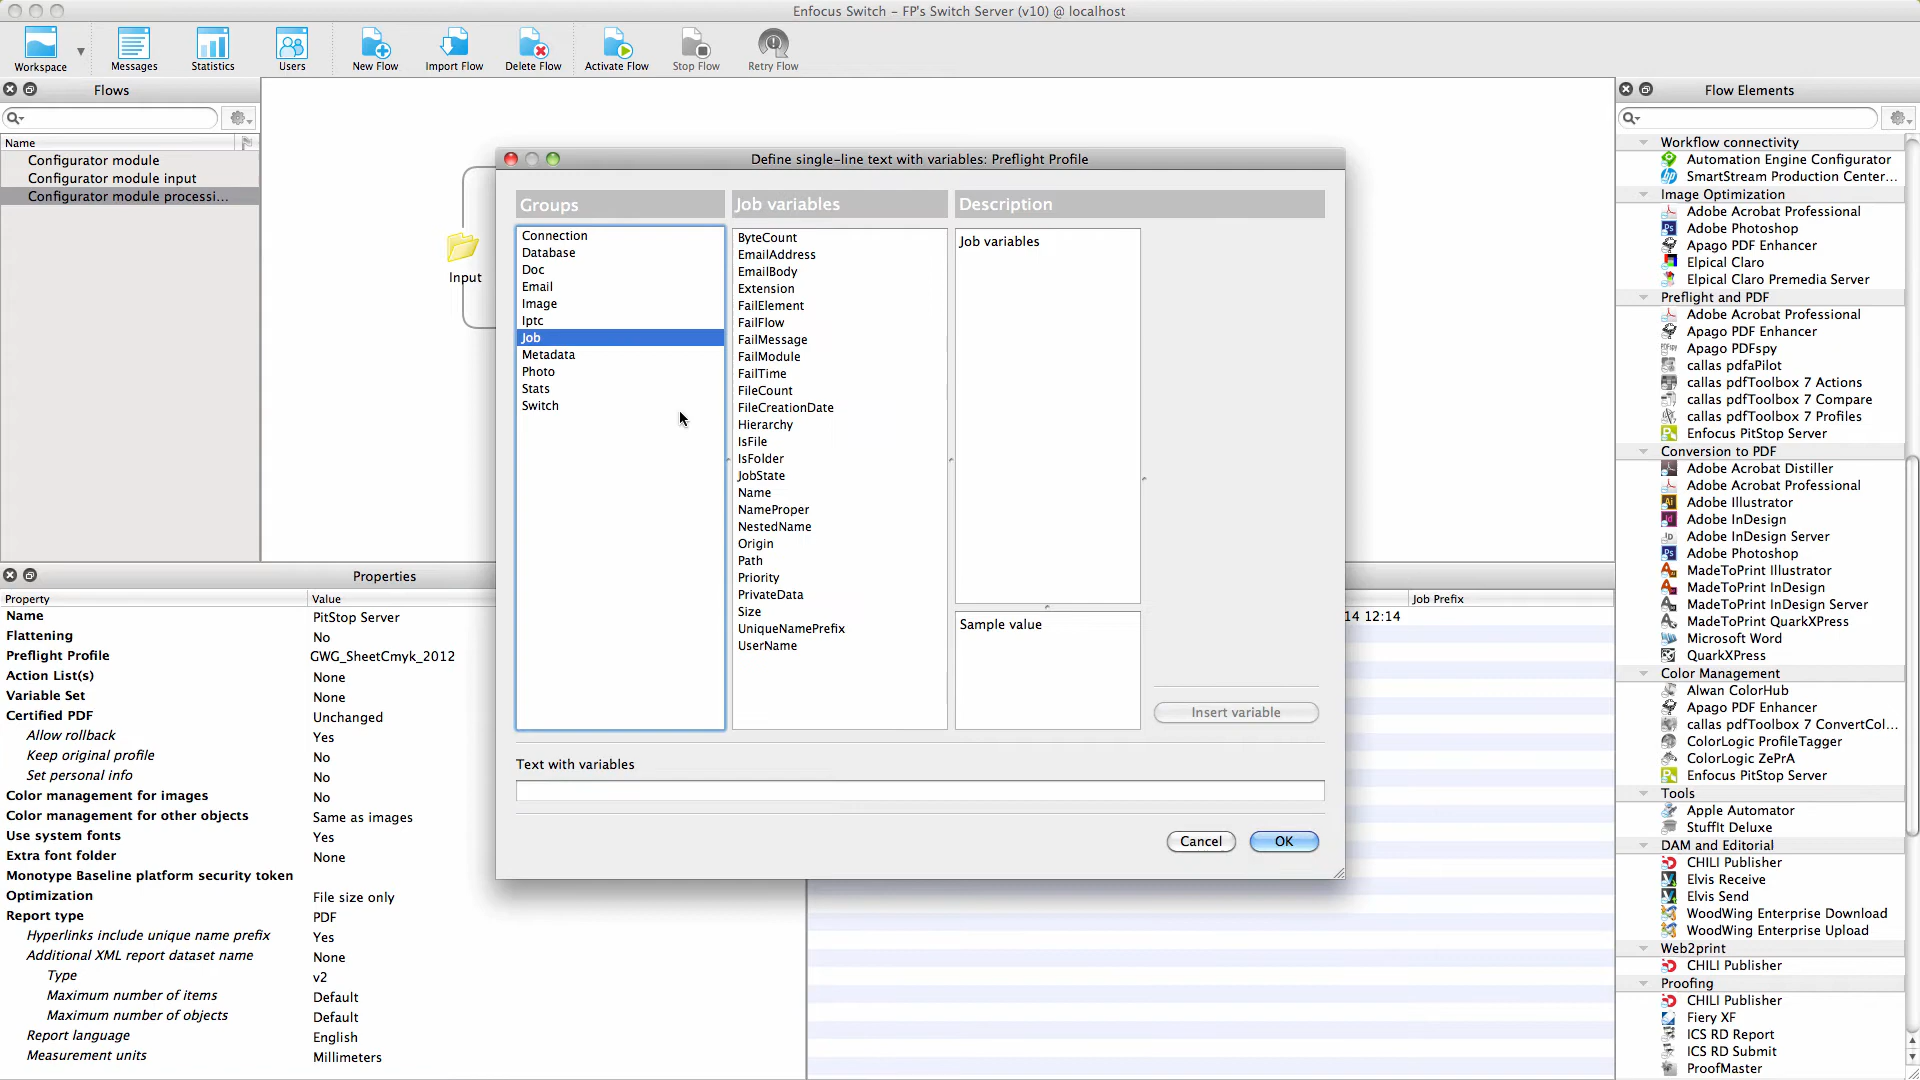 Enfocus Switch – FP's Switch Server (v10) @ localhost
Workspace
Messages
Statistics
Users
New Flow
Import Flow
Delete Flow
Activate Flow
Stop Flow
Retry Flow
Flows
Name
Configurator module
Configurator module input
Configurator module processi...
Input
Define single-line text with variables: Preflight Profile
Groups
Connection
Database
Doc
Email
Image
Iptc
Job
Metadata
Photo
Stats
Switch
Job variables
ByteCount
EmailAddress
EmailBody
Extension
FailElement
FailFlow
FailMessage
FailModule
FailTime
FileCount
FileCreationDate
Hierarchy
IsFile
IsFolder
JobState
Name
NameProper
NestedName
Origin
Path
Priority
PrivateData
Size
UniqueNamePrefix
UserName
Description
Job variables
Sample value
Insert variable
Text with variables
Cancel
OK
Properties
Property Value
Name PitStop Server
Flattening No
Preflight Profile GWG_SheetCmyk_2012
Action List(s) None
Variable Set None
Certified PDF Unchanged
Allow rollback Yes
Keep original profile No
Set personal info No
Color management for images No
Color management for other objects Same as images
Use system fonts Yes
Extra font folder None
Monotype Baseline platform security token
Optimization File size only
Report type PDF
Hyperlinks include unique name prefix Yes
Additional XML report dataset name None
Type v2
Maximum number of items Default
Maximum number of objects Default
Report language English
Measurement units Millimeters
Job Prefix
14 12:14
Flow Elements
Workflow connectivity
Automation Engine Configurator
SmartStream Production Center...
Image Optimization
Adobe Acrobat Professional
Adobe Photoshop
Apago PDF Enhancer
Elpical Claro
Elpical Claro Premedia Server
Preflight and PDF
Adobe Acrobat Professional
Apago PDF Enhancer
Apago PDFspy
callas pdfaPilot
callas pdfToolbox 7 Actions
callas pdfToolbox 7 Compare
callas pdfToolbox 7 Profiles
Enfocus PitStop Server
Conversion to PDF
Adobe Acrobat Distiller
Adobe Acrobat Professional
Adobe Illustrator
Adobe InDesign
Adobe InDesign Server
Adobe Photoshop
MadeToPrint Illustrator
MadeToPrint InDesign
MadeToPrint InDesign Server
MadeToPrint QuarkXPress
Microsoft Word
QuarkXPress
Color Management
Alwan ColorHub
Apago PDF Enhancer
callas pdfToolbox 7 ConvertCol...
ColorLogic ProfileTagger
ColorLogic ZePrA
Enfocus PitStop Server
Tools
Apple Automator
StuffIt Deluxe
DAM and Editorial
CHILI Publisher
Elvis Receive
Elvis Send
WoodWing Enterprise Download
WoodWing Enterprise Upload
Web2print
CHILI Publisher
Proofing
CHILI Publisher
Fiery XF
ICS RD Report
ICS RD Submit
ProofMaster